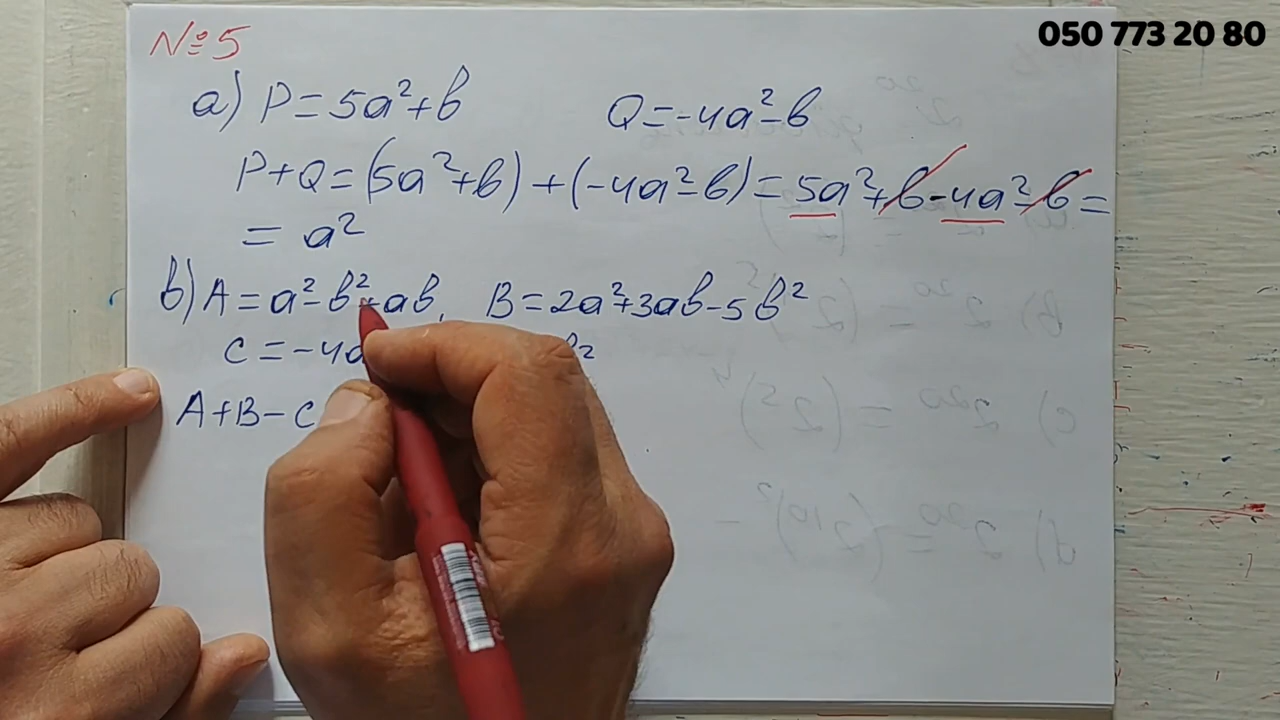 050 773 20 80
№5
a) P=5a²+b Q=-4a²-b
P+Q=(5a²+b)+(-4a²-b)=5a²+b-4a²-b=
= a²
b) A=a²-b² ab, B=2a²+3ab-5b²
C=-4a b²
A+B-C